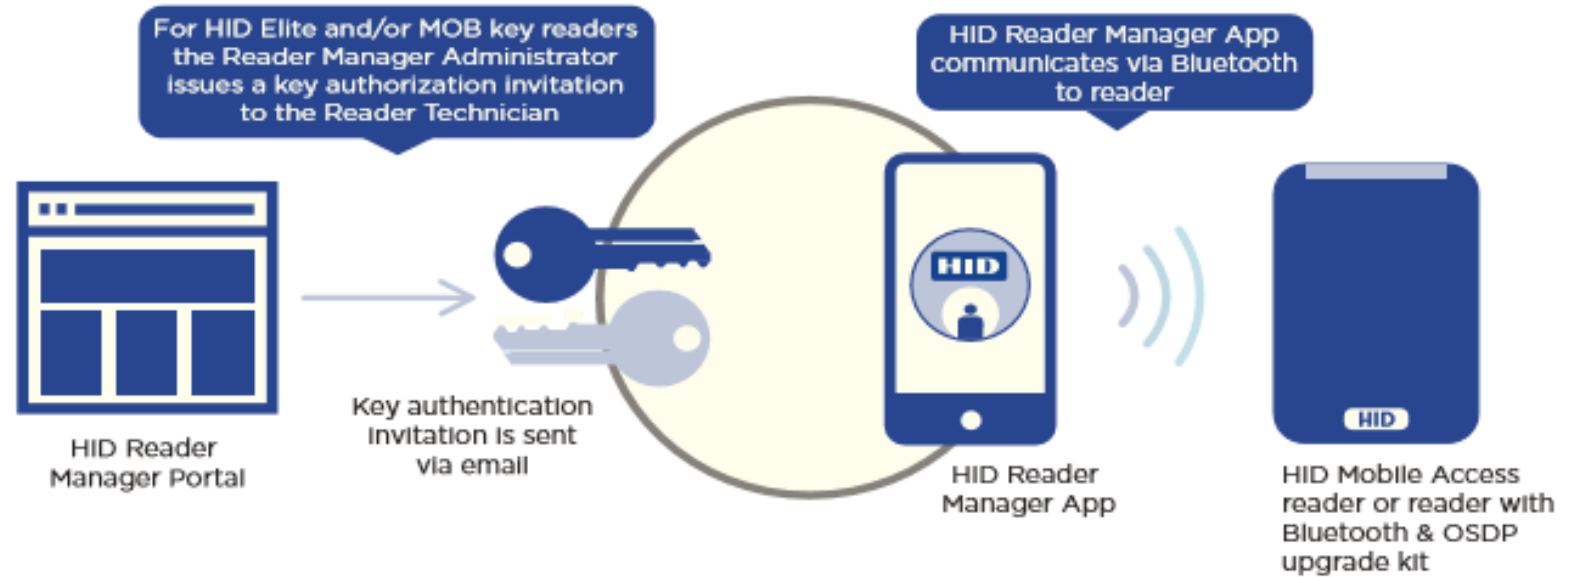 For HID Elite and/or MOB key readers
the Reader Manager Administrator
issues a key authorization invitation
to the Reader Technician
HID Reader Manager App
communicates via Bluetooth
to reader
HID
HID
Key authentication
invitation is sent
via email
HID Reader
Manager Portal
HID Reader
Manager App
HID Mobile Access
reader or reader with
Bluetooth & OSDP
upgrade kit